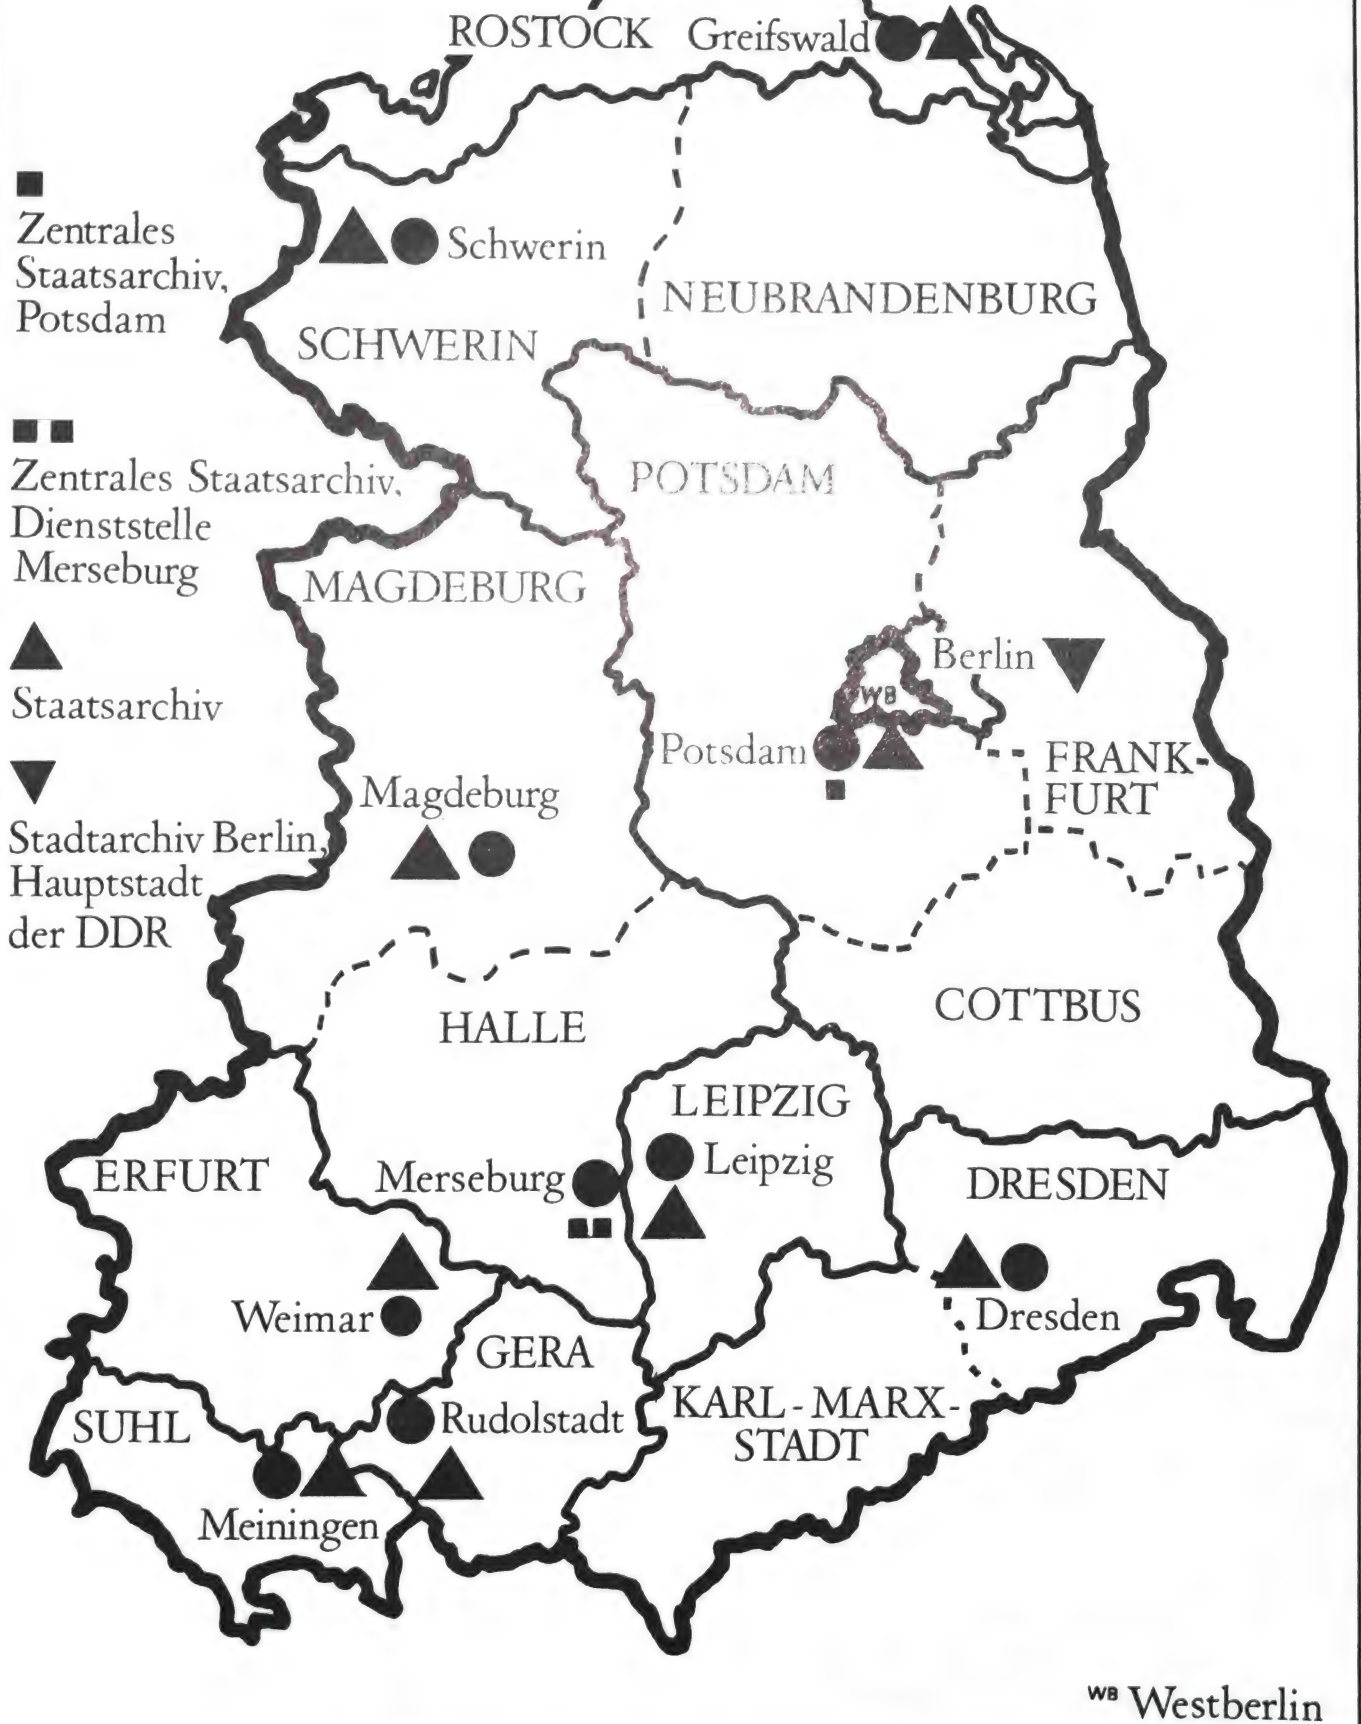 ROSTOCK Greifswald
Zentrales
Staatsarchiv,
Potsdam
Schwerin
NEUBRANDENBURG
SCHWERIN
Zentrales Staatsarchiv,
Dienststelle
Merseburg
POTSDAM
MAGDEBURG
Staatsarchiv
Berlin
WB
Potsdam
FRANK-
FURT
Magdeburg
Stadtarchiv Berlin,
Hauptstadt
der DDR
COTTBUS
HALLE
LEIPZIG
Leipzig
ERFURT
Merseburg
DRESDEN
Dresden
Weimar
GERA
Rudolstadt
KARL-MARX-
STADT
SUHL
Meiningen
WB Westberlin